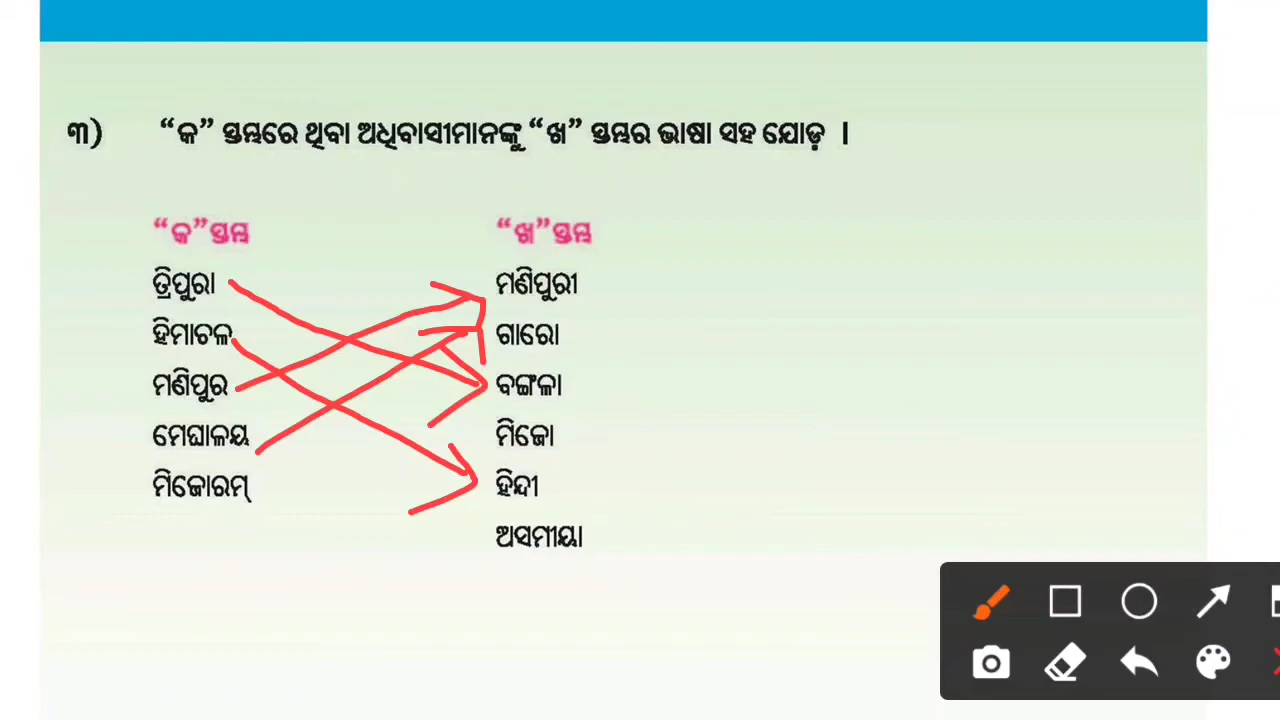 ୩) “କ” ସ୍ତମ୍ଭରେ ଥିବା ଅଧିବାସୀମାନଙ୍କୁ “ଖ” ସ୍ତମ୍ଭର ଭାଷା ସହ ଯୋଡ଼ ।
“କ”ସ୍ତମ୍ଭ “ଖ”ସ୍ତମ୍ଭ
ତ୍ରିପୁରା ମଣିପୁରୀ
ହିମାଚଳ ଗାରୋ
ମଣିପୁର ବଙ୍ଗଳା
ମେଘାଳୟ ମିଜୋ
ମିଜୋରମ୍ ହିନ୍ଦୀ
ଅସମୀୟା